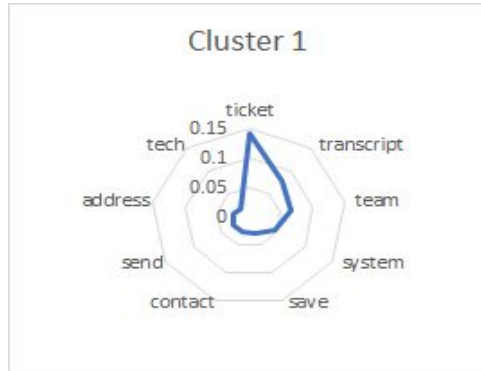 Cluster 1
ticket
0.15
tech
transcript
0.1
0.05
address
team
0
send
system
contact
save